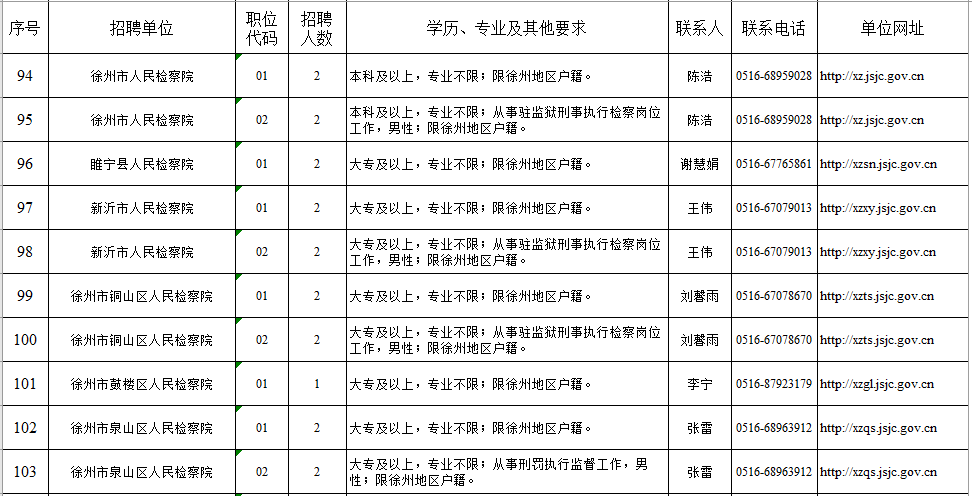 序号 招聘单位 职位代码 招聘人数 学历、专业及其他要求 联系人 联系电话 单位网址
94 徐州市人民检察院 01 2 本科及以上，专业不限；限徐州地区户籍。 陈浩 0516-68959028 http://xz.jsjc.gov.cn
95 徐州市人民检察院 02 2 本科及以上，专业不限；从事驻监狱刑事执行检察岗位
工作，男性；限徐州地区户籍。 陈浩 0516-68959028 http://xz.jsjc.gov.cn
96 睢宁县人民检察院 01 2 大专及以上，专业不限；限徐州地区户籍。 谢慧娟 0516-67765861 http://xzsn.jsjc.gov.cn
97 新沂市人民检察院 01 2 大专及以上，专业不限；限徐州地区户籍。 王伟 0516-67079013 http://xzxy.jsjc.gov.cn
98 新沂市人民检察院 02 2 大专及以上，专业不限；从事驻监狱刑事执行检察岗位
工作，男性；限徐州地区户籍。 王伟 0516-67079013 http://xzxy.jsjc.gov.cn
99 徐州市铜山区人民检察院 01 2 大专及以上，专业不限；限徐州地区户籍。 刘馨雨 0516-67078670 http://xzts.jsjc.gov.cn
100 徐州市铜山区人民检察院 02 2 大专及以上，专业不限；从事驻监狱刑事执行检察岗位
工作，男性；限徐州地区户籍。 刘馨雨 0516-67078670 http://xzts.jsjc.gov.cn
101 徐州市鼓楼区人民检察院 01 1 大专及以上，专业不限；限徐州地区户籍。 李宁 0516-87923179 http://xzgl.jsjc.gov.cn
102 徐州市泉山区人民检察院 01 2 大专及以上，专业不限；限徐州地区户籍。 张雷 0516-68963912 http://xzqs.jsjc.gov.cn
103 徐州市泉山区人民检察院 02 2 大专及以上，专业不限；从事刑罚执行监督工作，男
性；限徐州地区户籍。 张雷 0516-68963912 http://xzqs.jsjc.gov.cn